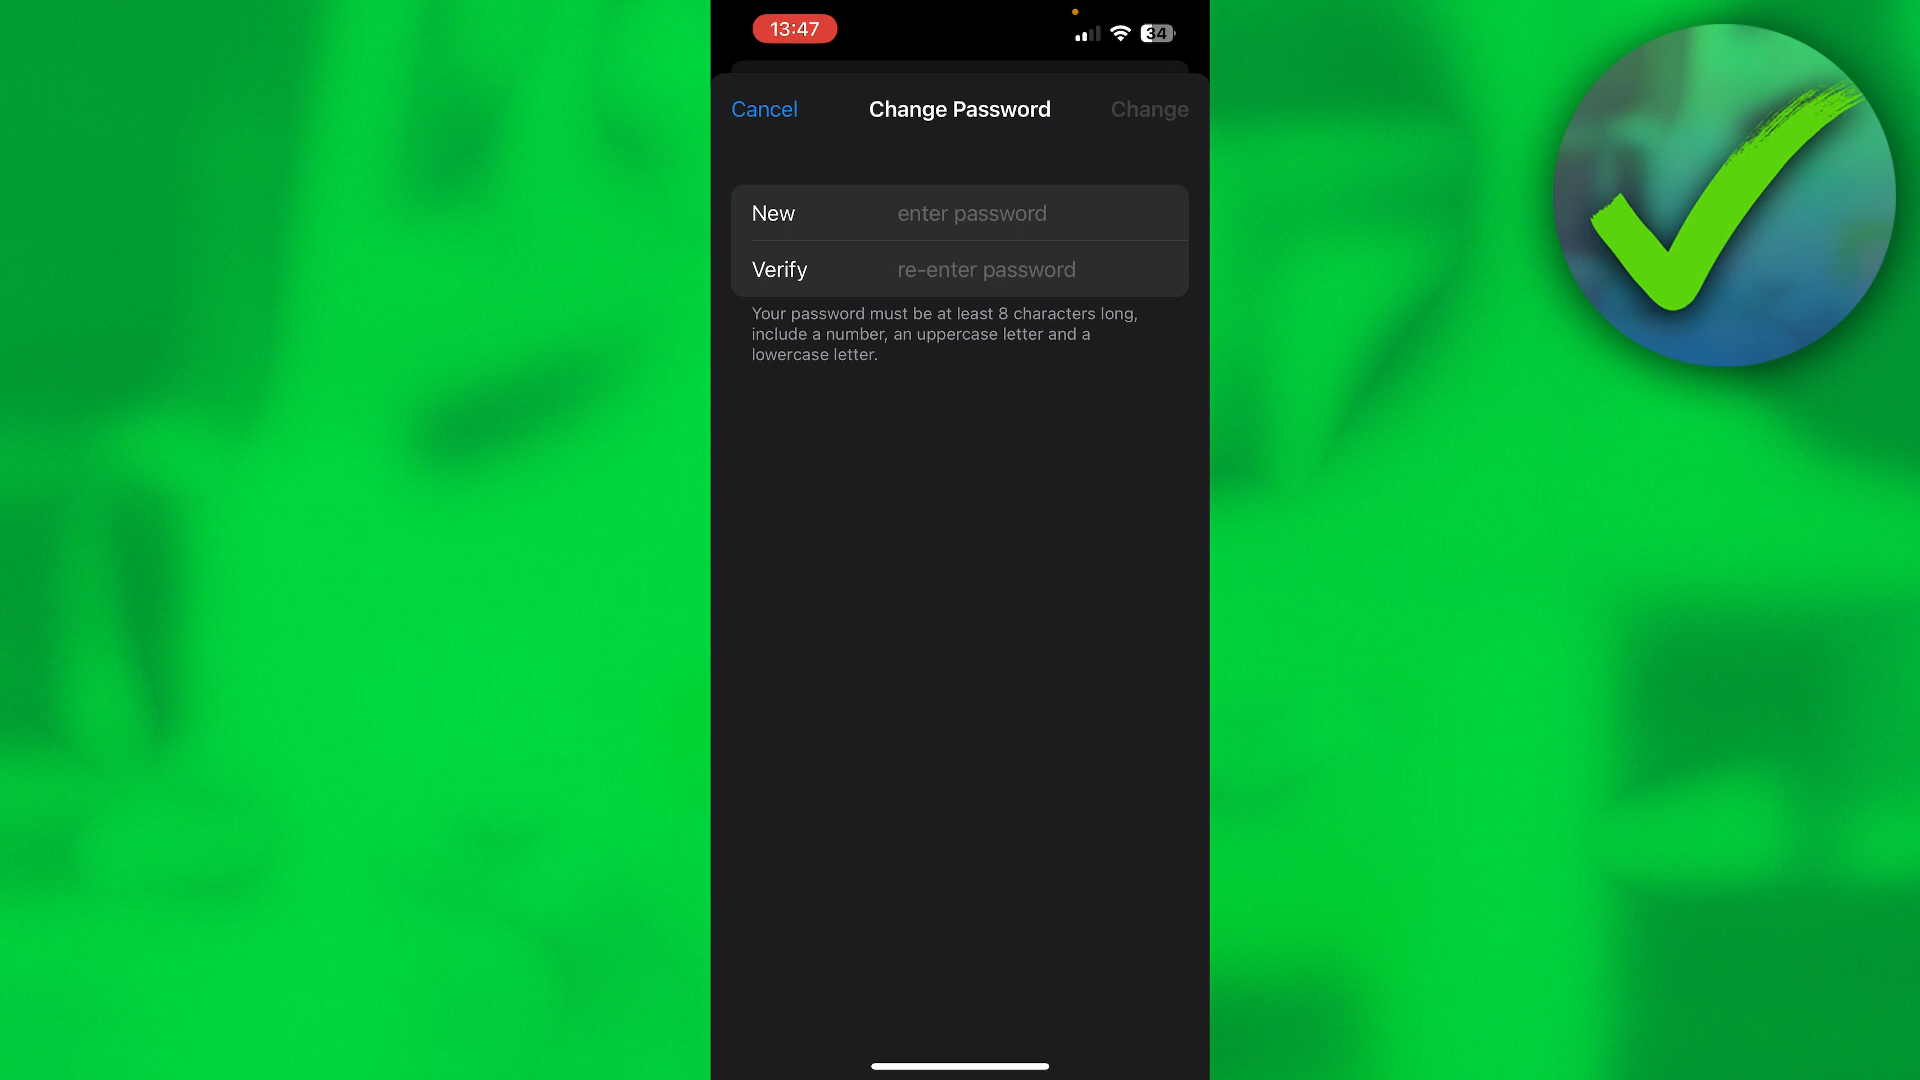 13:47
34
Cancel
Change Password
Change
New
enter password
Verify
re-enter password
Your password must be at least 8 characters long,
include a number, an uppercase letter and a
lowercase letter.